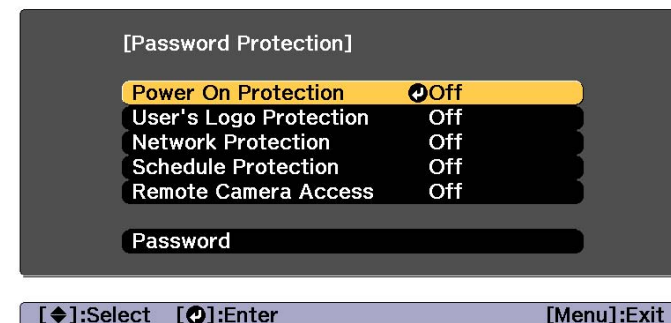 [Password Protection]
Power On Protection Off
User's Logo Protection Off
Network Protection Off
Schedule Protection Off
Remote Camera Access Off
Password
[ ]:Select [ ]:Enter [Menu]:Exit